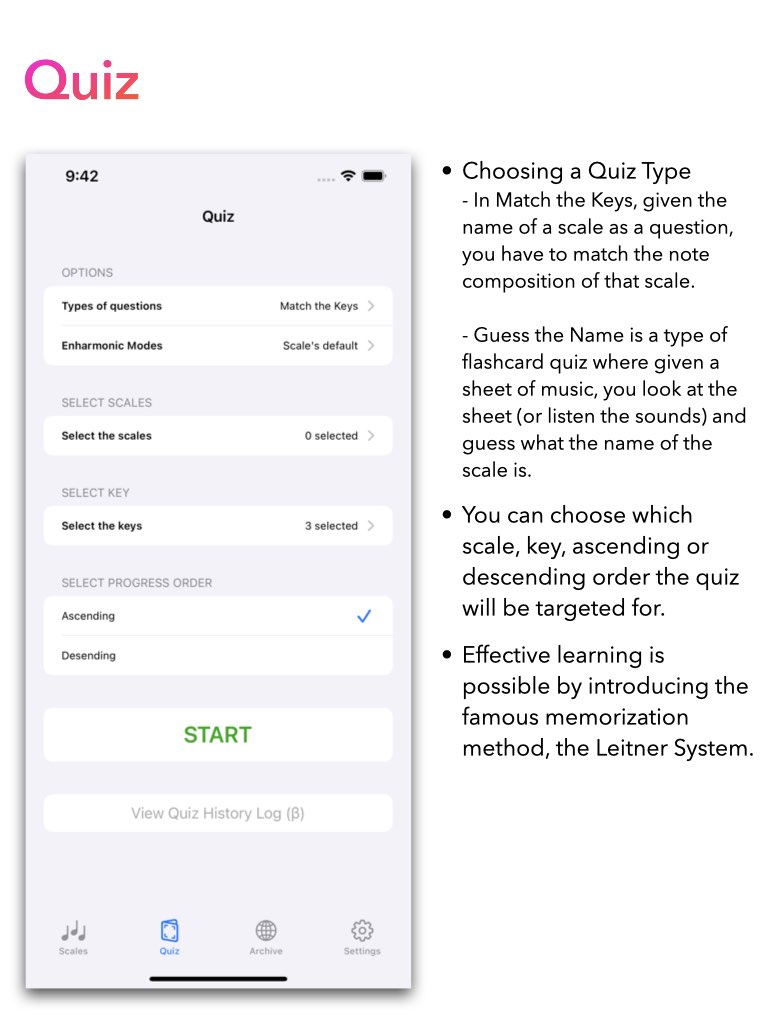 Quiz
9:42
Quiz
OPTIONS
Types of questions Match the Keys
Enharmonic Modes Scale's default
SELECT SCALES
Select the scales 0 selected
SELECT KEY
Select the keys 3 selected
SELECT PROGRESS ORDER
Ascending
Desending
START
View Quiz History Log (β)
Scales Quiz Archive Settings
• Choosing a Quiz Type
- In Match the Keys, given the
name of a scale as a question,
you have to match the note
composition of that scale.
- Guess the Name is a type of
flashcard quiz where given a
sheet of music, you look at the
sheet (or listen the sounds) and
guess what the name of the
scale is.
• You can choose which
scale, key, ascending or
descending order the quiz
will be targeted for.
• Effective learning is
possible by introducing the
famous memorization
method, the Leitner System.